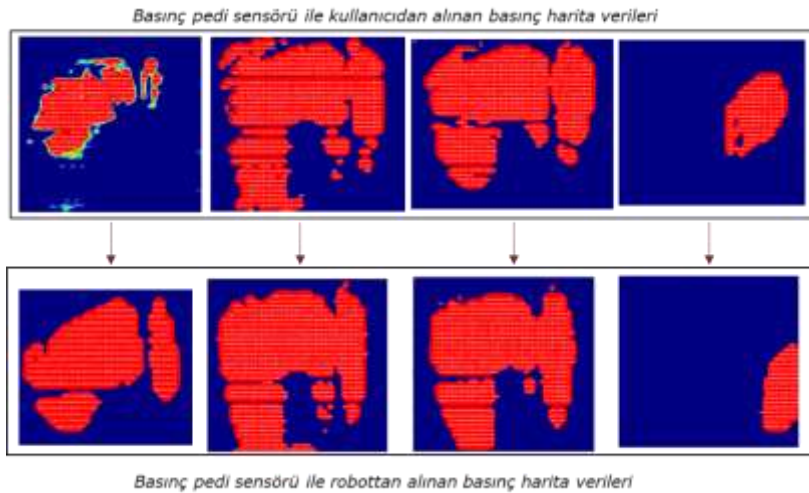 Basınç pedi sensörü ile kullanıcıdan alınan basınç harita verileri
Basınç pedi sensörü ile robottan alınan basınç harita verileri